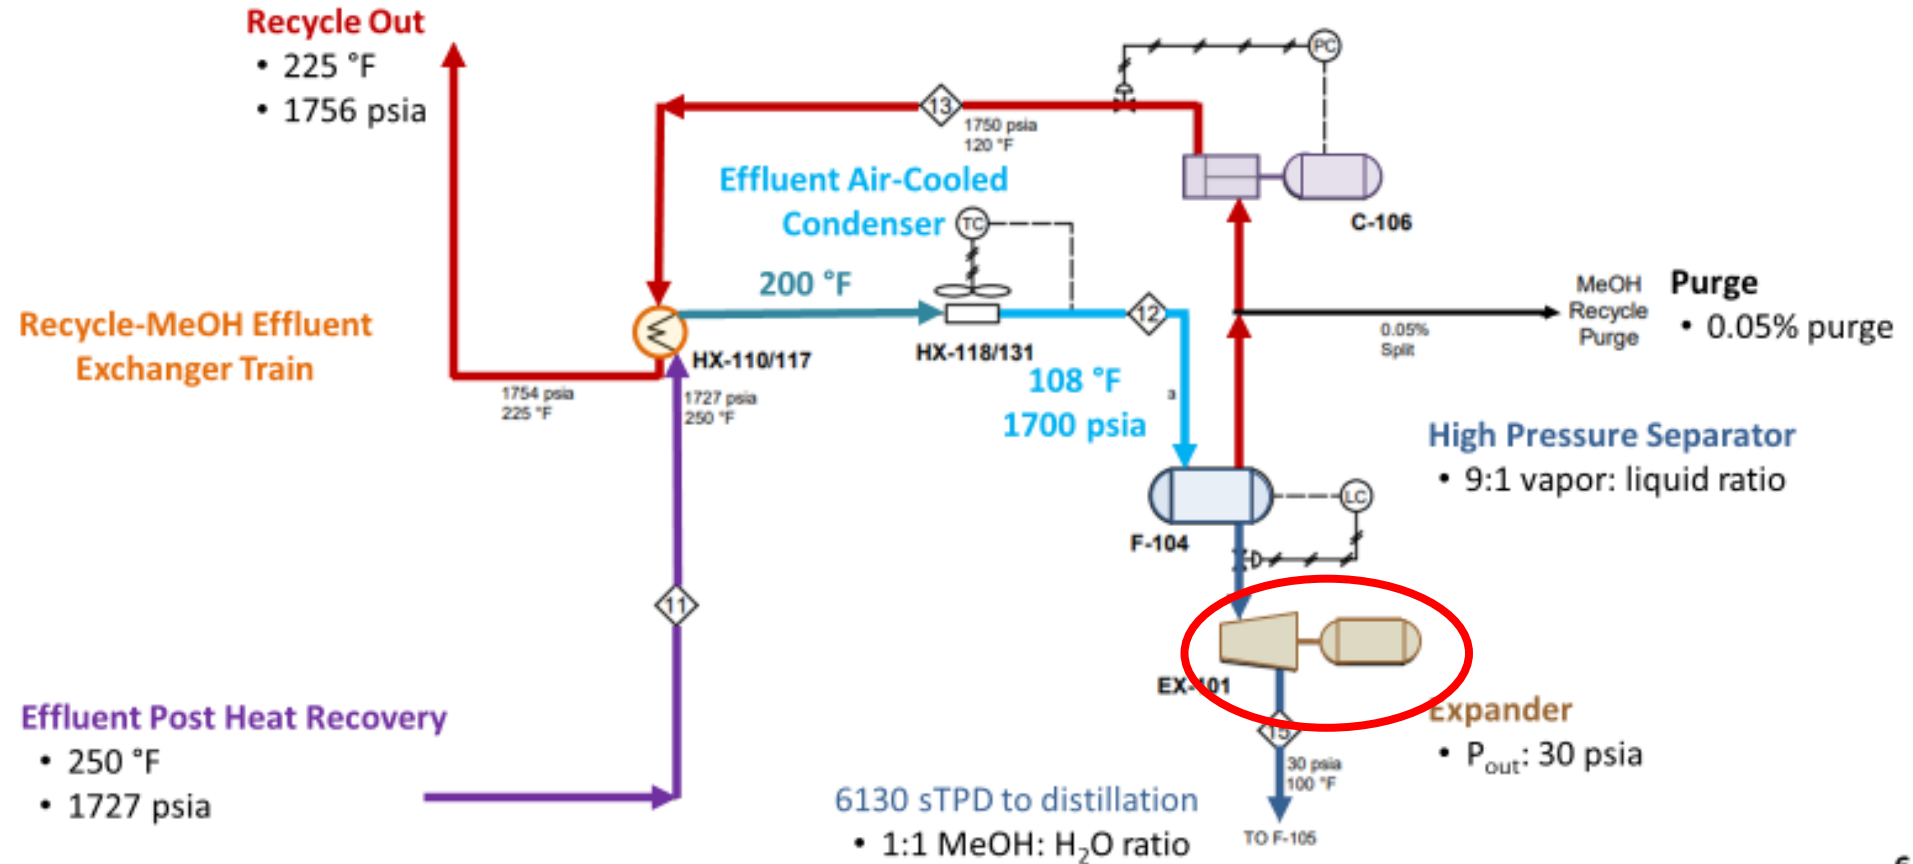 Recycle Out
• 225 °F
• 1756 psia
PC
13
1750 psia
120 °F
Effluent Air-Cooled
Condenser
TC
C-106
200 °F
12
MeOH
Recycle
Purge
Purge
• 0.05% purge
0.05%
Split
Recycle-MeOH Effluent
Exchanger Train
HX-110/117
HX-118/131
1754 psia
225 °F
1727 psia
250 °F
108 °F
1700 psia
3
High Pressure Separator
• 9:1 vapor: liquid ratio
LC
F-104
11
EX-101
Effluent Post Heat Recovery
• 250 °F
• 1727 psia
Expander
• Pout: 30 psia
15
30 psia
100 °F
6130 sTPD to distillation
• 1:1 MeOH: H2O ratio
TO F-105